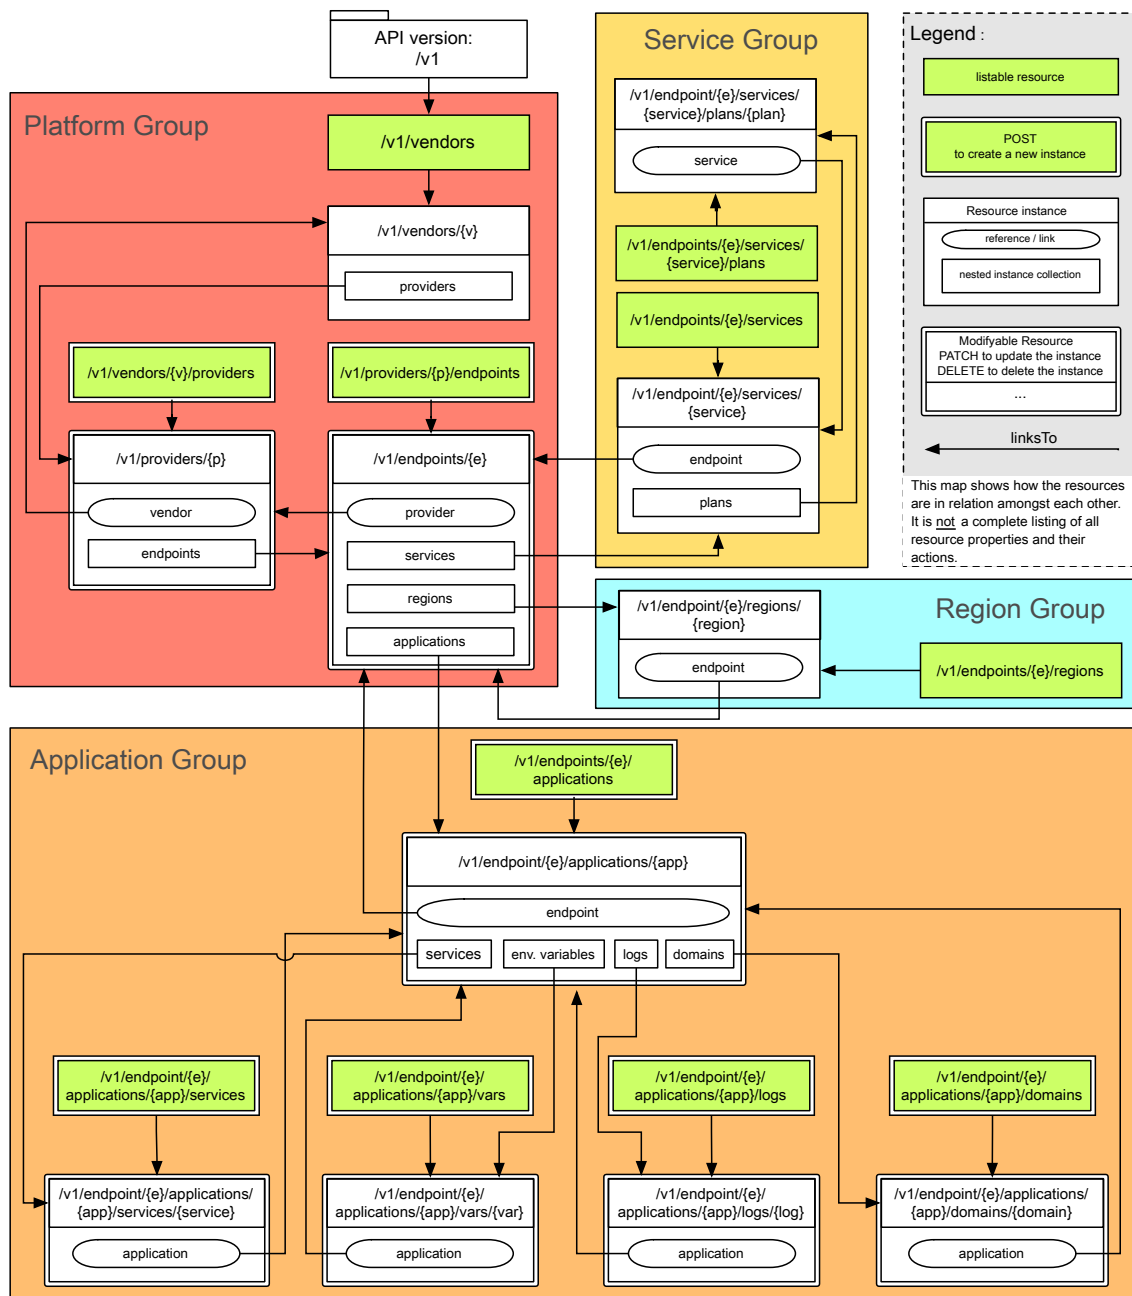 API version:
/v1
Platform Group
/v1/vendors
/v1/vendors/{v}
providers
/v1/vendors/{v}/providers
/v1/providers/{p}/endpoints
/v1/providers/{p}
vendor
endpoints
/v1/endpoints/{e}
provider
services
regions
applications
Service Group
/v1/endpoint/{e}/services/
{service}/plans/{plan}
service
/v1/endpoints/{e}/services/
{service}/plans
/v1/endpoints/{e}/services
/v1/endpoint/{e}/services/
{service}
endpoint
plans
Legend :
listable resource
POST
to create a new instance
Resource instance
reference / link
nested instance collection
Modifyable Resource
PATCH to update the instance
DELETE to delete the instance
...
linksTo
This map shows how the resources
are in relation amongst each other.
It is not a complete listing of all
resource properties and their
actions.
Region Group
/v1/endpoint/{e}/regions/
{region}
endpoint
/v1/endpoints/{e}/regions
Application Group
/v1/endpoints/{e}/
applications
/v1/endpoint/{e}/applications/{app}
endpoint
services
env. variables
logs
domains
/v1/endpoint/{e}/
applications/{app}/services
/v1/endpoint/{e}/
applications/{app}/vars
/v1/endpoint/{e}/
applications/{app}/logs
/v1/endpoint/{e}/
applications/{app}/domains
/v1/endpoint/{e}/applications/
{app}/services/{service}
application
/v1/endpoint/{e}/
applications/{app}/vars/{var}
application
/v1/endpoint/{e}/
applications/{app}/logs/{log}
application
/v1/endpoint/{e}/applications/
{app}/domains/{domain}
application